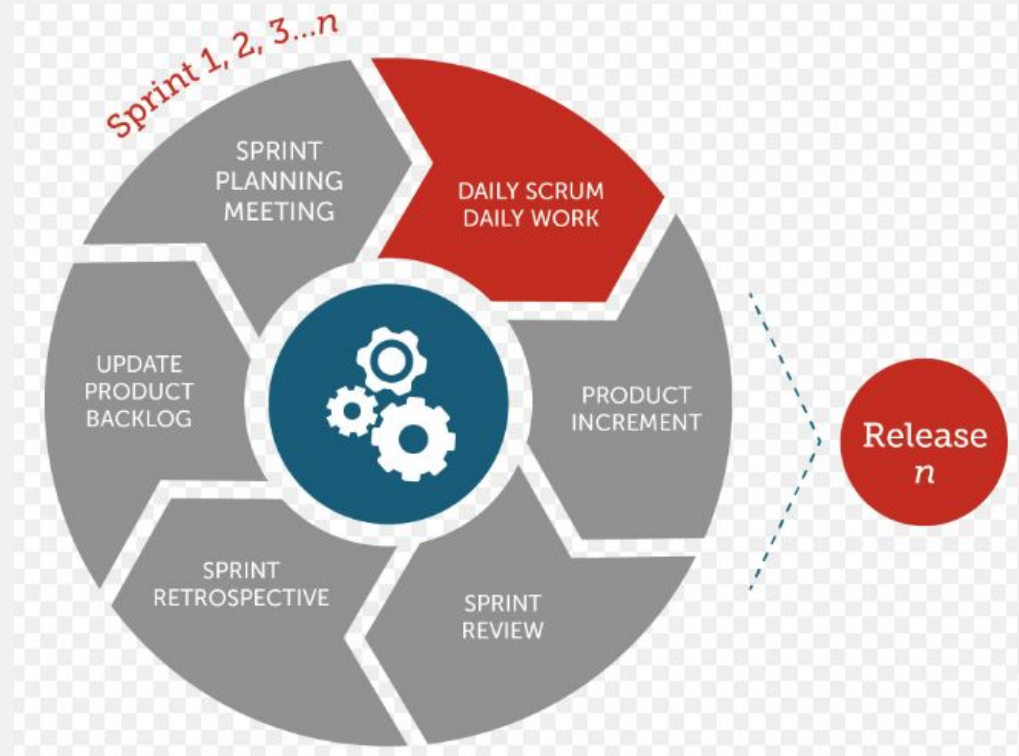 Sprint 1, 2, 3...n
SPRINT
PLANNING
MEETING
DAILY SCRUM
DAILY WORK
PRODUCT
INCREMENT
SPRINT
REVIEW
SPRINT
RETROSPECTIVE
UPDATE
PRODUCT
BACKLOG
Release
n